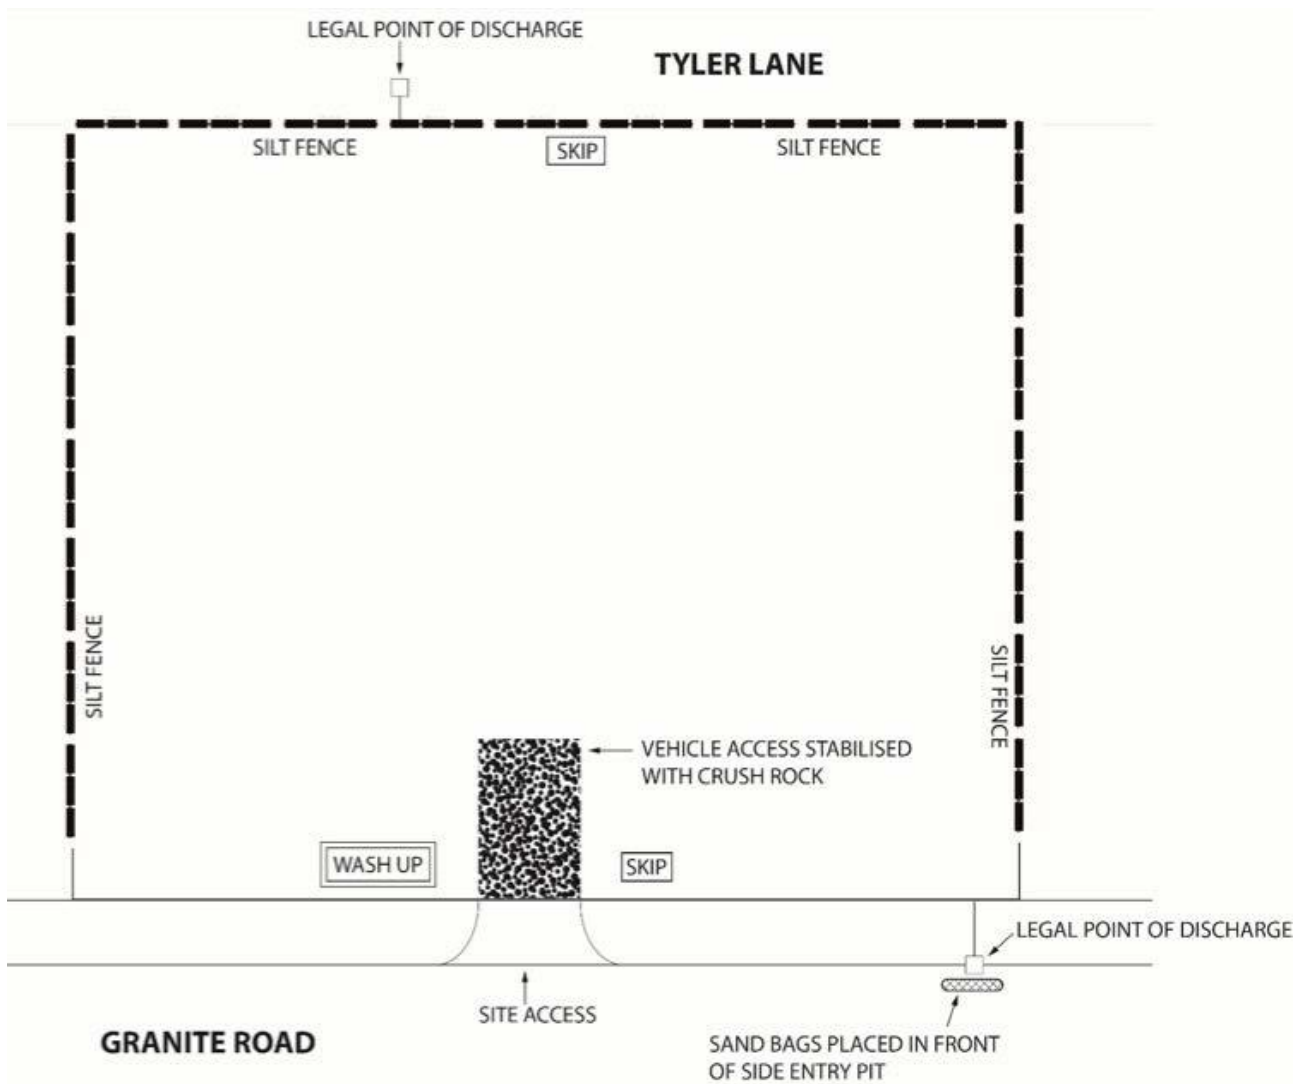 LEGAL POINT OF DISCHARGE
TYLER LANE
SILT FENCE
SKIP
SILT FENCE
SILT FENCE
SILT FENCE
VEHICLE ACCESS STABILISED
WITH CRUSH ROCK
WASH UP
SKIP
LEGAL POINT OF DISCHARGE
SITE ACCESS
GRANITE ROAD
SAND BAGS PLACED IN FRONT
OF SIDE ENTRY PIT